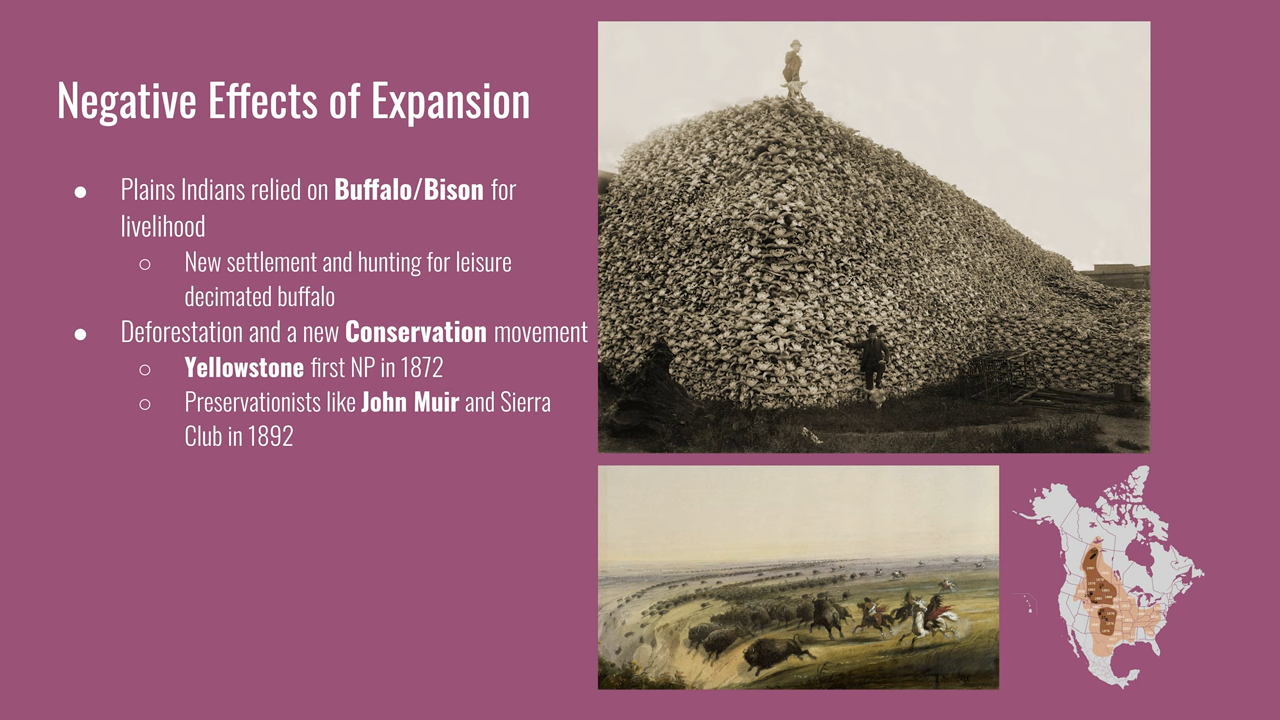 Negative Effects of Expansion
● Plains Indians relied on Buffalo/Bison for
livelihood
○ New settlement and hunting for leisure
decimated buffalo
● Deforestation and a new Conservation movement
○ Yellowstone first NP in 1872
○ Preservationists like John Muir and Sierra
Club in 1892